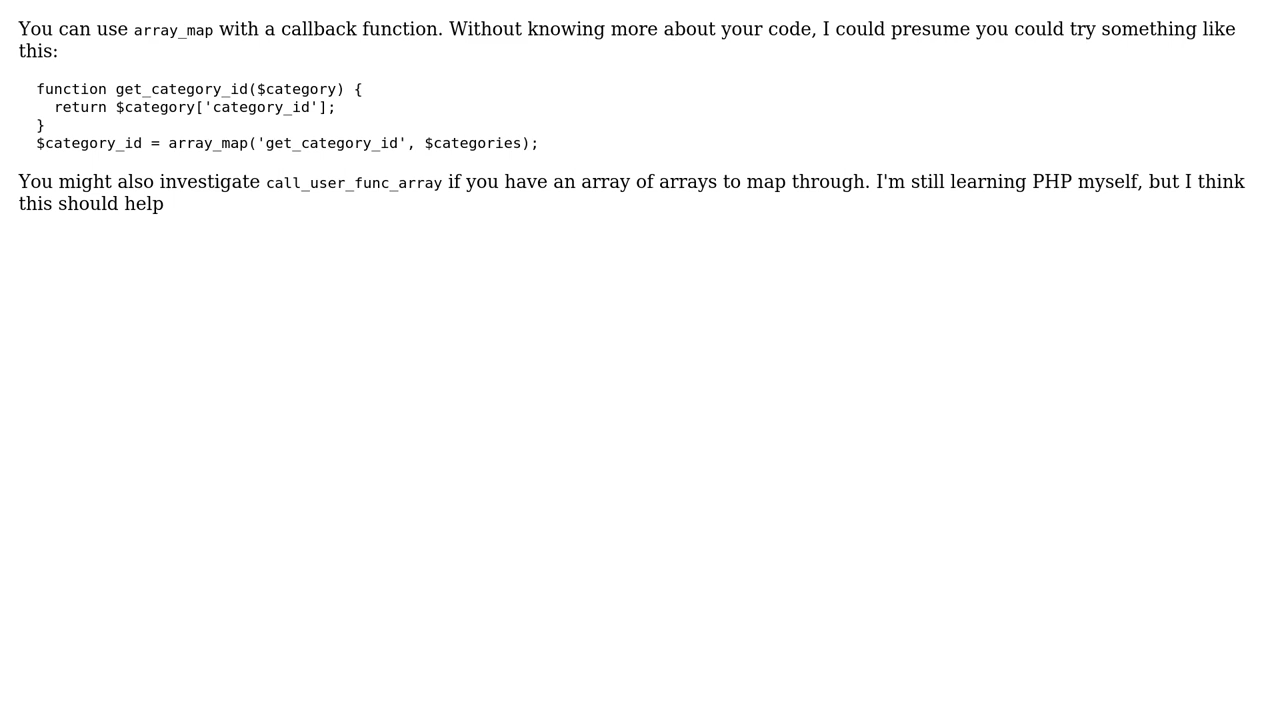 You can use array_map with a callback function. Without knowing more about your code, I could presume you could try something like
this:
function get_category_id($category) {
  return $category['category_id'];
}
$category_id = array_map('get_category_id', $categories);
You might also investigate call_user_func_array if you have an array of arrays to map through. I'm still learning PHP myself, but I think
this should help